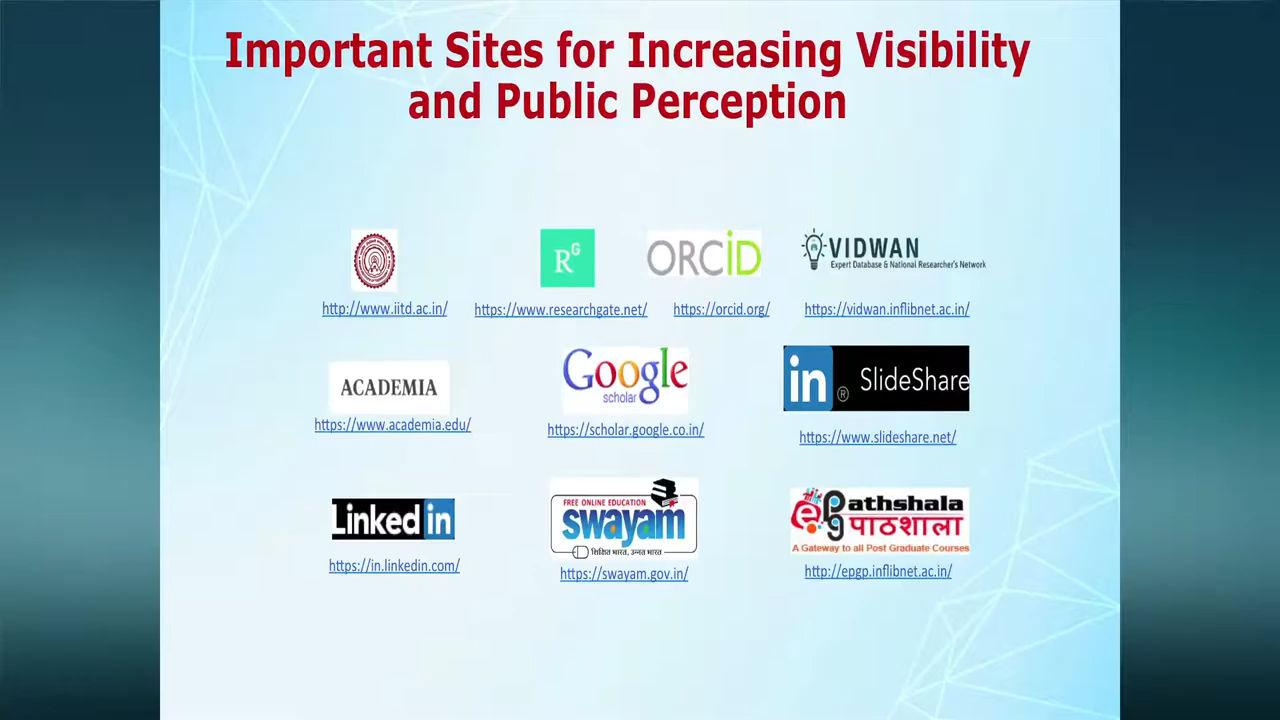 Important Sites for Increasing Visibility
and Public Perception
RG
ORCID
VIDWAN
Expert Database & National Researcher's Network
http://www.iitd.ac.in/
https://www.researchgate.net/
https://orcid.org/
https://vidwan.inflibnet.ac.in/
ACADEMIA
Google
scholar
in ® SlideShare
https://www.academia.edu/
https://scholar.google.co.in/
https://www.slideshare.net/
Linkedin
FREE ONLINE EDUCATION
swayam
शिक्षित भारत, उन्नत भारत
e pg Pathshala
पाठशाला
A Gateway to all Post Graduate Courses
https://in.linkedin.com/
https://swayam.gov.in/
http://epgp.inflibnet.ac.in/